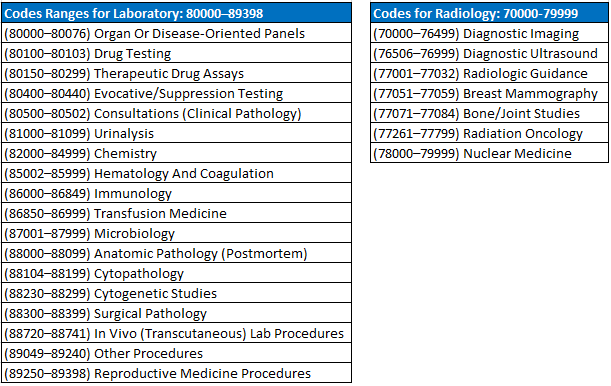 Codes Ranges for Laboratory: 80000–89398
(80000–80076) Organ Or Disease-Oriented Panels
(80100–80103) Drug Testing
(80150–80299) Therapeutic Drug Assays
(80400–80440) Evocative/Suppression Testing
(80500–80502) Consultations (Clinical Pathology)
(81000–81099) Urinalysis
(82000–84999) Chemistry
(85002–85999) Hematology And Coagulation
(86000–86849) Immunology
(86850–86999) Transfusion Medicine
(87001–87999) Microbiology
(88000–88099) Anatomic Pathology (Postmortem)
(88104–88199) Cytopathology
(88230–88299) Cytogenetic Studies
(88300–88399) Surgical Pathology
(88720–88741) In Vivo (Transcutaneous) Lab Procedures
(89049–89240) Other Procedures
(89250–89398) Reproductive Medicine Procedures
Codes for Radiology: 70000-79999
(70000–76499) Diagnostic Imaging
(76506–76999) Diagnostic Ultrasound
(77001–77032) Radiologic Guidance
(77051–77059) Breast Mammography
(77071–77084) Bone/Joint Studies
(77261–77799) Radiation Oncology
(78000–79999) Nuclear Medicine